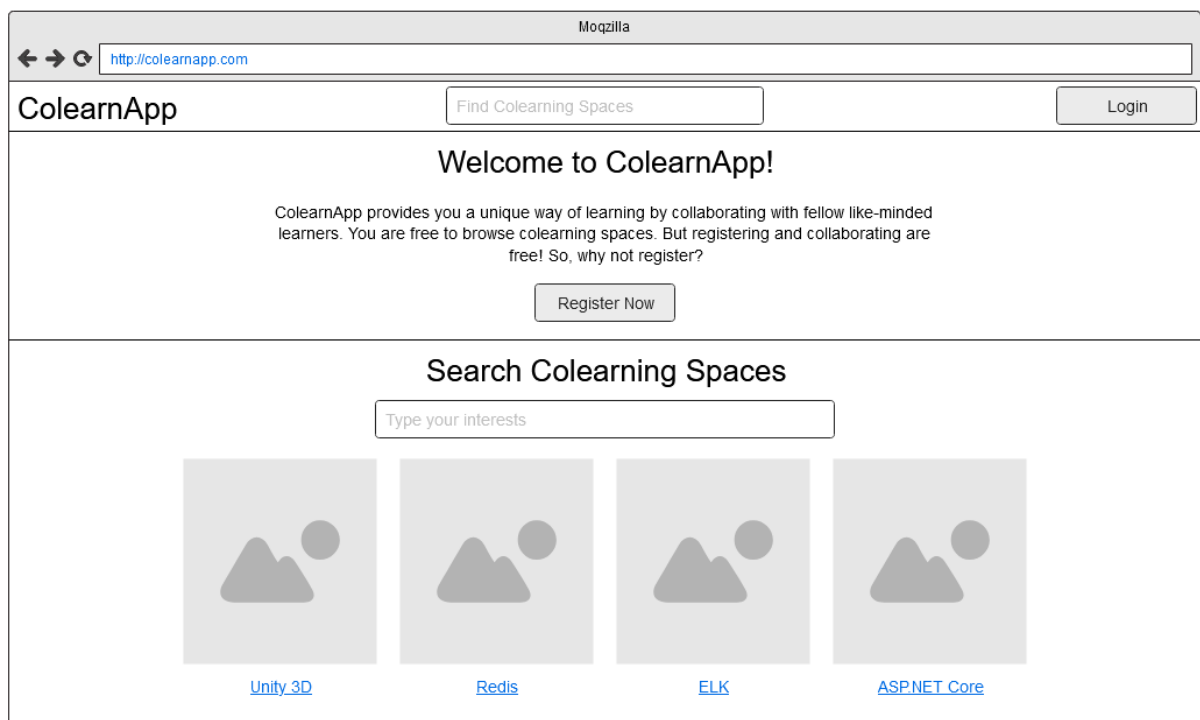 Moqzilla
http://colearnapp.com
ColearnApp
Find Colearning Spaces
Login
Welcome to ColearnApp!
ColearnApp provides you a unique way of learning by collaborating with fellow like-minded
learners. You are free to browse colearning spaces. But registering and collaborating are
free! So, why not register?
Register Now
Search Colearning Spaces
Type your interests
Unity 3D
Redis
ELK
ASP.NET Core